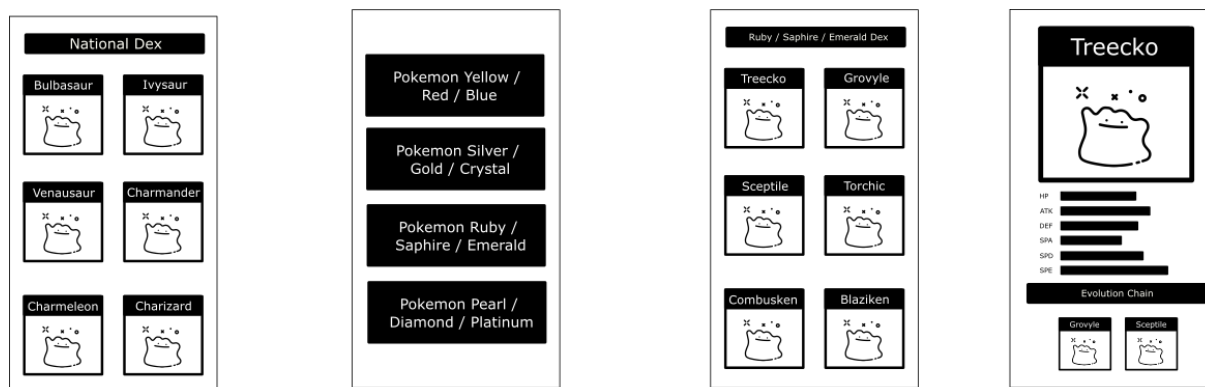 National Dex
Bulbasaur
Ivysaur
Venausaur
Charmander
Charmeleon
Charizard
Pokemon Yellow /
Red / Blue
Pokemon Silver /
Gold / Crystal
Pokemon Ruby /
Saphire / Emerald
Pokemon Pearl /
Diamond / Platinum
Ruby / Saphire / Emerald Dex
Treecko
Grovyle
Sceptile
Torchic
Combusken
Blaziken
Treecko
HP
ATK
DEF
SPA
SPD
SPE
Evolution Chain
Grovyle
Sceptile